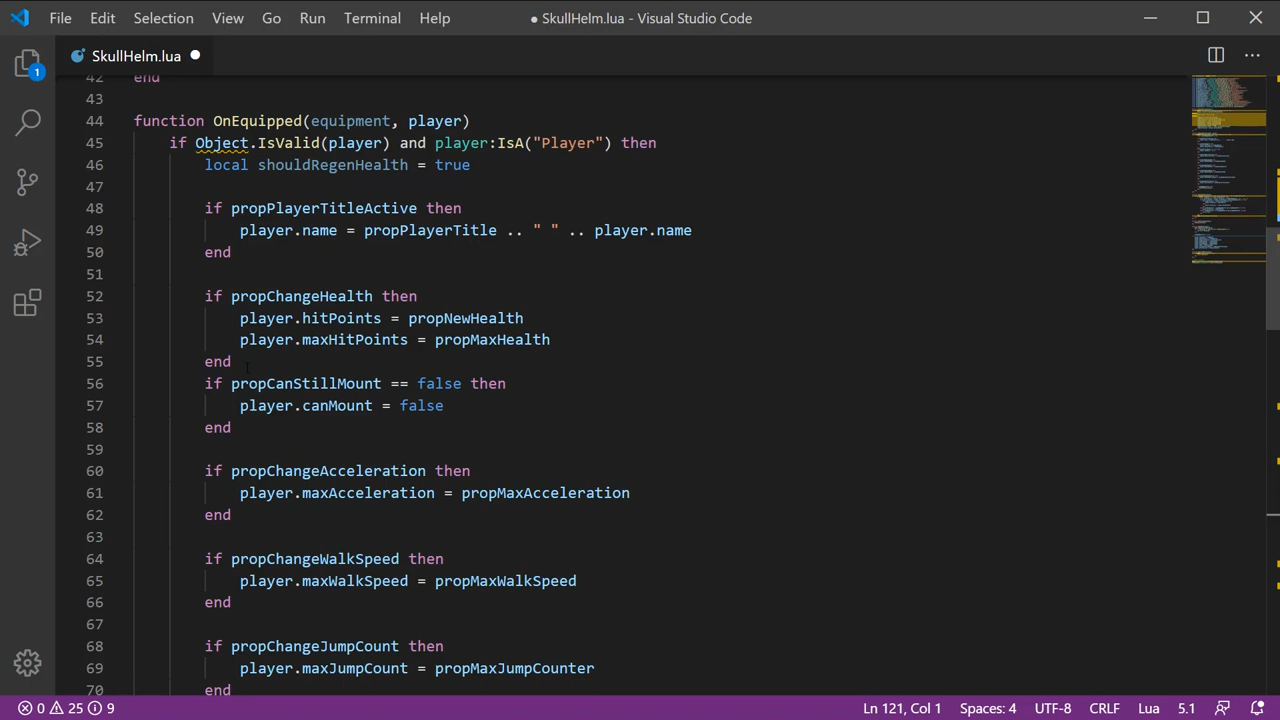 File Edit Selection View Go Run Terminal Help ● SkullHelm.lua - Visual Studio Code
SkullHelm.lua
1
42 end
43
44 function OnEquipped(equipment, player)
45 if Object.IsValid(player) and player:IsA("Player") then
46 local shouldRegenHealth = true
47
48 if propPlayerTitleActive then
49 player.name = propPlayerTitle .. " " .. player.name
50 end
51
52 if propChangeHealth then
53 player.hitPoints = propNewHealth
54 player.maxHitPoints = propMaxHealth
55 end
56 if propCanStillMount == false then
57 player.canMount = false
58 end
59
60 if propChangeAcceleration then
61 player.maxAcceleration = propMaxAcceleration
62 end
63
64 if propChangeWalkSpeed then
65 player.maxWalkSpeed = propMaxWalkSpeed
66 end
67
68 if propChangeJumpCount then
69 player.maxJumpCount = propMaxJumpCounter
70 end
0 25 9 Ln 121, Col 1 Spaces: 4 UTF-8 CRLF Lua 5.1